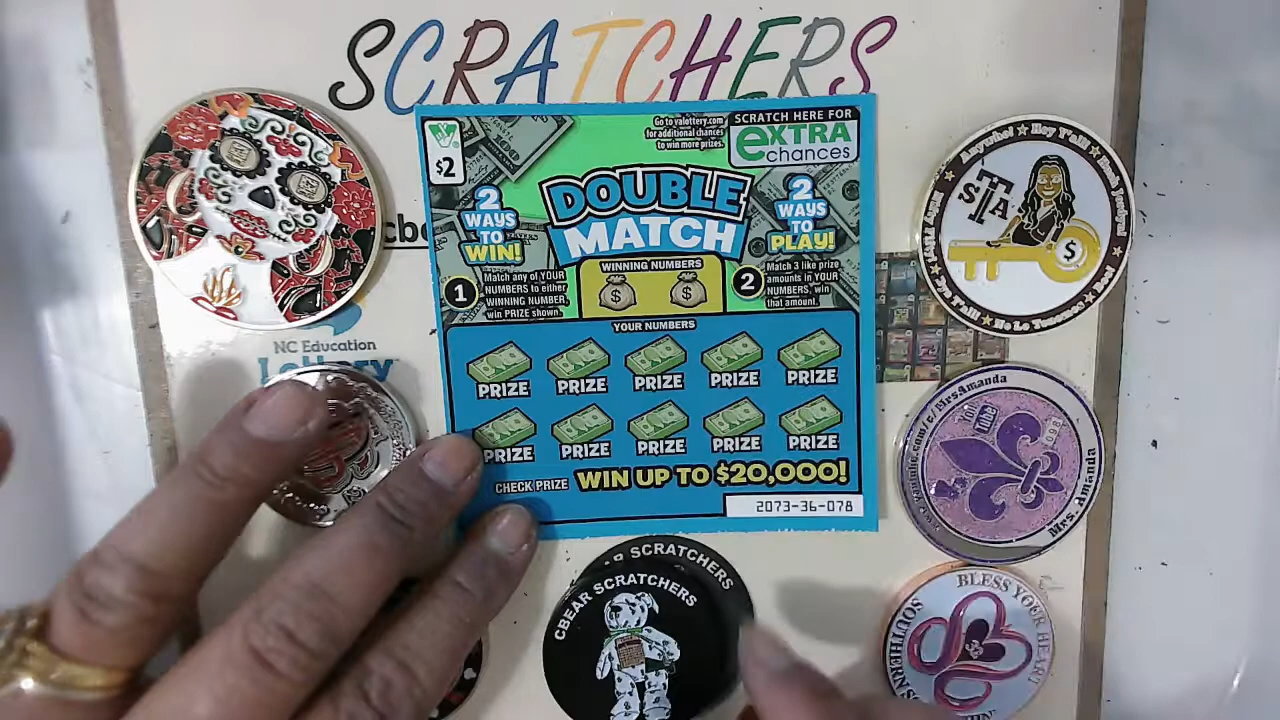 SCRATCHERS
$2
Go to valottery.com
for additional chances
to win more prizes.
SCRATCH HERE FOR
eXTRA
chances
2
WAYS
TO
WIN!
DOUBLE
MATCH
2
WAYS
TO
PLAY!
1
Match any of YOUR
NUMBERS to either
WINNING NUMBER,
win PRIZE shown.
WINNING NUMBERS
$ $
2
Match 3 like prize
amounts in YOUR
NUMBERS, win
that amount.
YOUR NUMBERS
PRIZE PRIZE PRIZE PRIZE PRIZE
PRIZE PRIZE PRIZE PRIZE PRIZE
CHECK PRIZE WIN UP TO $20,000!
2073-36-078
NC Education
Lottery
Anywho! ★ Hey Y'all!
$
YouTube
Mrs. Amanda
SCRATCHERS
CBEAR SCRATCHERS
BLESS YOUR HEART